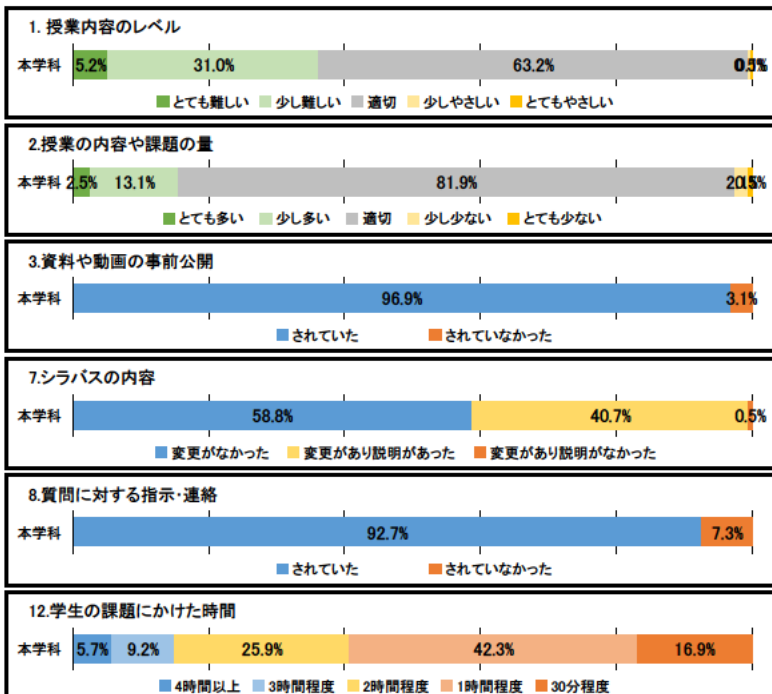 1. 授業内容のレベル
本学科 5.2% 31.0% 63.2%
とても難しい 少し難しい 適切 少しやさしい とてもやさしい
2.授業の内容や課題の量
本学科 2.5% 13.1% 81.9%
とても多い 少し多い 適切 少し少ない とても少ない
3.資料や動画の事前公開
本学科 96.9% 3.1%
されていた されていなかった
7.シラバスの内容
本学科 58.8% 40.7% 0.5%
変更がなかった 変更があり説明があった 変更があり説明がなかった
8.質問に対する指示・連絡
本学科 92.7% 7.3%
されていた されていなかった
12.学生の課題にかけた時間
本学科 5.7% 9.2% 25.9% 42.3% 16.9%
4時間以上 3時間程度 2時間程度 1時間程度 30分程度